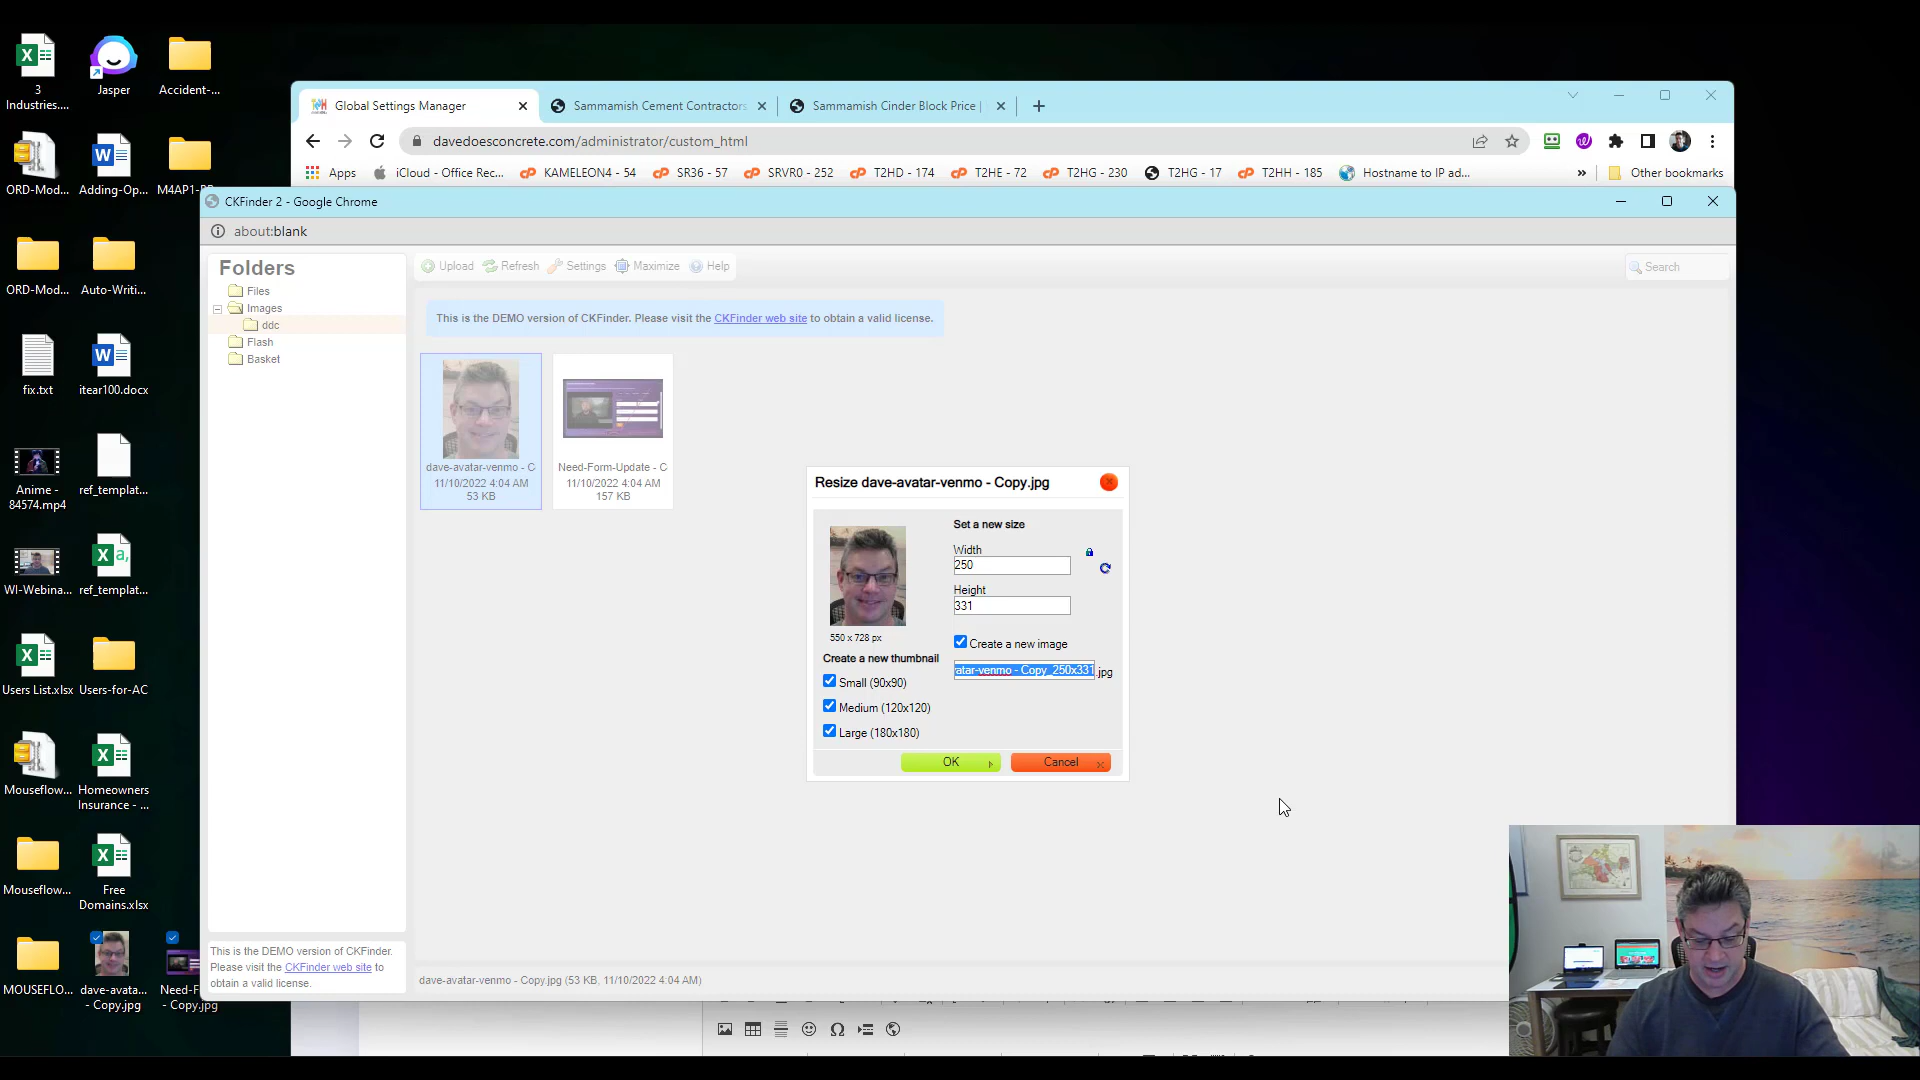 3
Industries....
Jasper
Accident-...
ORD-Mod...
Adding-Op...
ORD-Mod...
Auto-Writi...
fix.txt
itear100.docx
Anime -
84574.mp4
ref_templat...
WI-Webina...
ref_templat...
Users List.xlsx
Users-for-AC
Mouseflow...
Homeowners
Insurance - ...
Mouseflow...
Free
Domains.xlsx
MOUSEFLO...
dave-avata...
- Copy.jpg
Need-F
- Copy.jpg
Global Settings Manager
Sammamish Cement Contractors
Sammamish Cinder Block Price |
davedoesconcrete.com/administrator/custom_html
Apps
iCloud - Office Rec...
KAMELEON4 - 54
SR36 - 57
SRVR0 - 252
T2HD - 174
T2HE - 72
T2HG - 230
T2HG - 17
T2HH - 185
Hostname to IP ad...
»
Other bookmarks
CKFinder 2 - Google Chrome
about:blank
Folders
Files
Images
ddc
Flash
Basket
Upload
Refresh
Settings
Maximize
Help
Search
This is the DEMO version of CKFinder. Please visit the CKFinder web site to obtain a valid license.
dave-avatar-venmo - C
11/10/2022 4:04 AM
53 KB
Need-Form-Update - C
11/10/2022 4:04 AM
157 KB
Resize dave-avatar-venmo - Copy.jpg
550 x 728 px
Create a new thumbnail
Small (90x90)
Medium (120x120)
Large (180x180)
Set a new size
Width
250
Height
331
Create a new image
atar-venmo - Copy_250x331 .jpg
OK
Cancel
This is the DEMO version of CKFinder.
Please visit the CKFinder web site to
obtain a valid license.
dave-avatar-venmo - Copy.jpg (53 KB, 11/10/2022 4:04 AM)